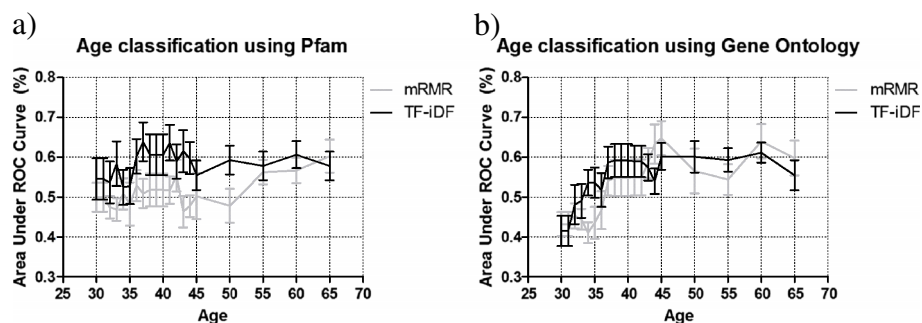 a)
Age classification using Pfam
Area Under ROC Curve (%)
0.8
0.7
0.6
0.5
0.4
0.3
25 30 35 40 45 50 55 60 65 70
Age
mRMR
TF-iDF
b)
Age classification using Gene Ontology
Area Under ROC Curve (%)
0.8
0.7
0.6
0.5
0.4
0.3
25 30 35 40 45 50 55 60 65 70
Age
mRMR
TF-iDF